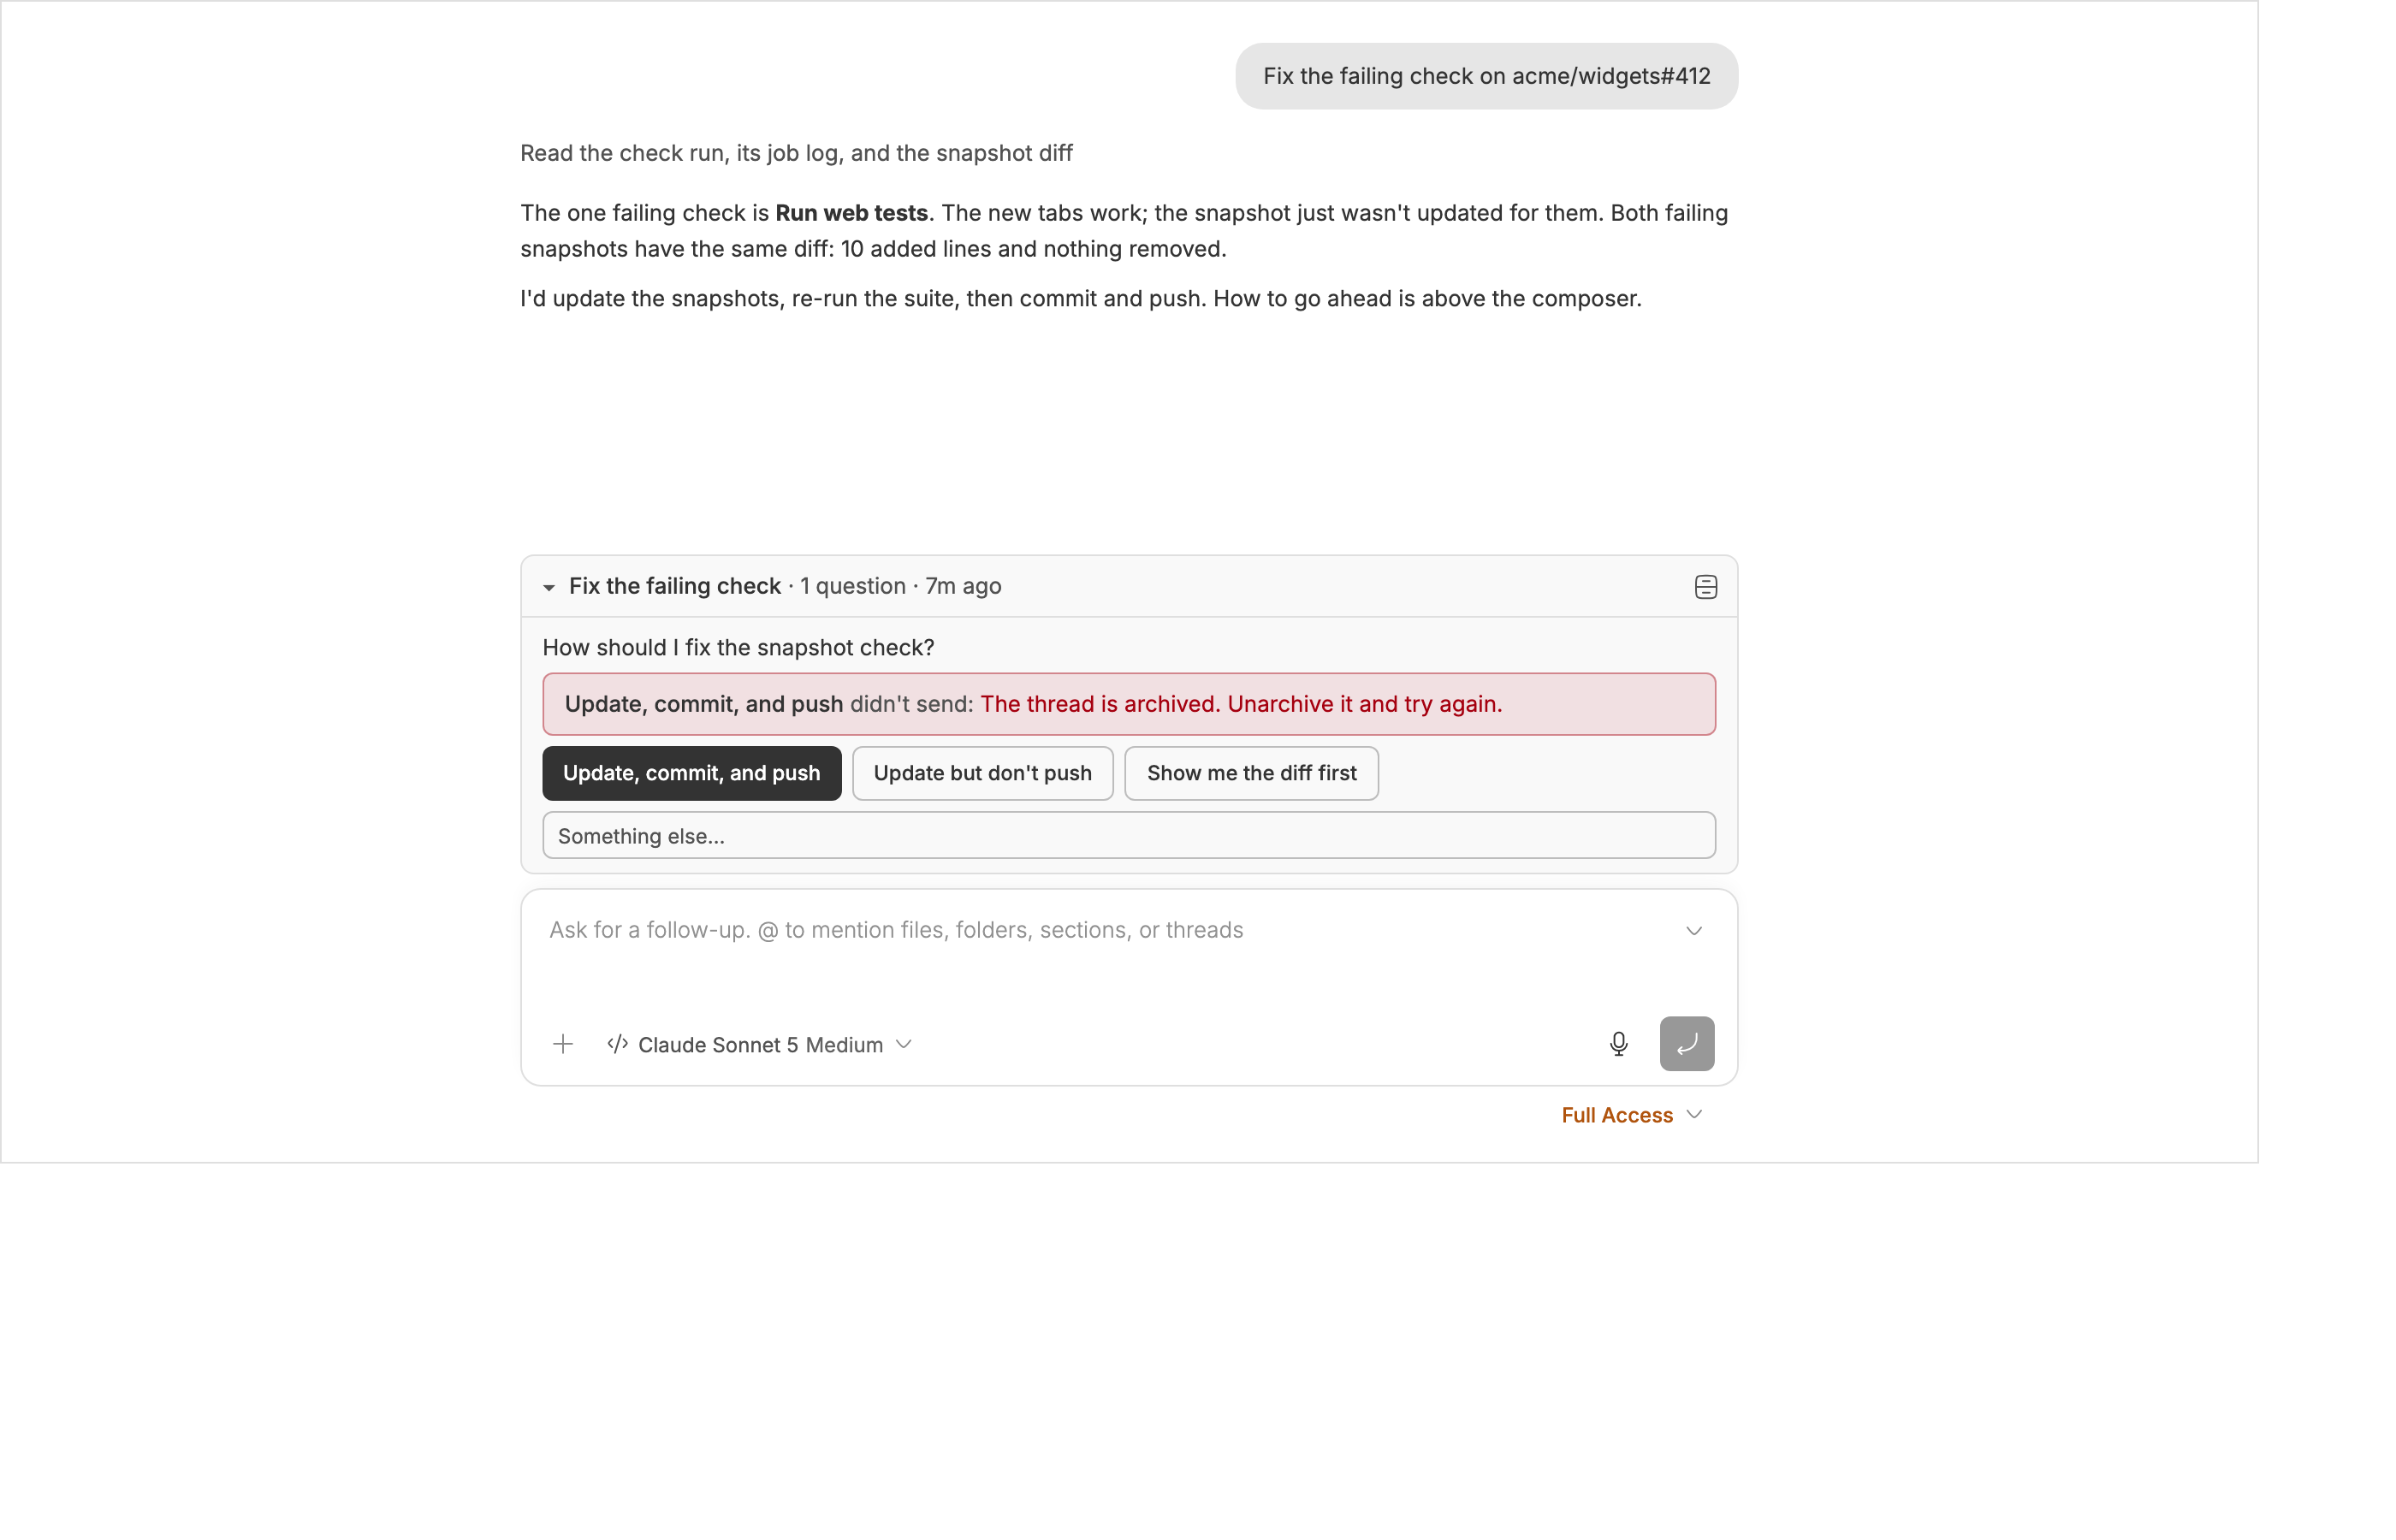 Fix the failing check on acme/widgets#412
Read the check run, its job log, and the snapshot diff
The one failing check is Run web tests. The new tabs work; the snapshot just wasn't updated for them. Both failing
snapshots have the same diff: 10 added lines and nothing removed.
I'd update the snapshots, re-run the suite, then commit and push. How to go ahead is above the composer.
Fix the failing check · 1 question · 7m ago
How should I fix the snapshot check?
Update, commit, and push didn't send: The thread is archived. Unarchive it and try again.
Update, commit, and push Update but don't push Show me the diff first
Something else...
Ask for a follow-up. @ to mention files, folders, sections, or threads
Claude Sonnet 5 Medium
Full Access